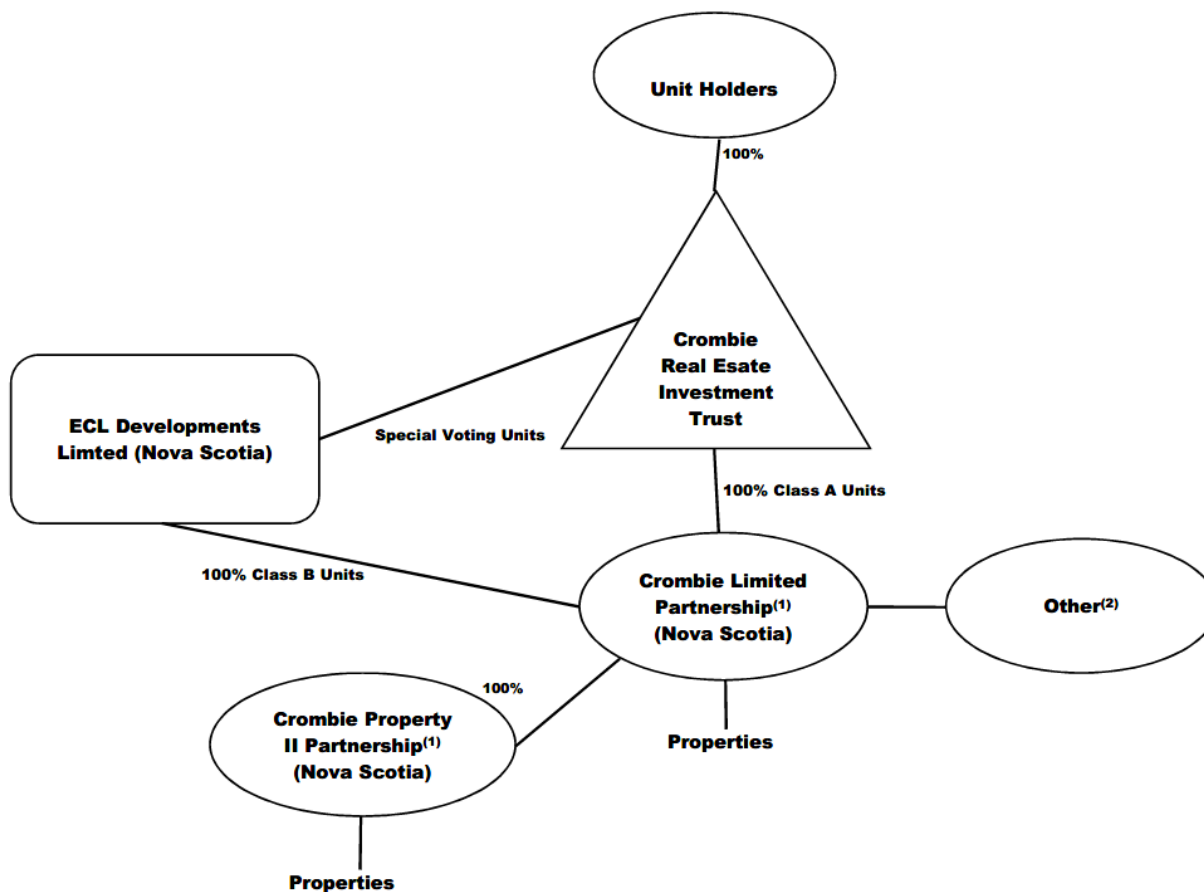 Unit Holders
100%
Crombie
Real Esate
Investment
Trust
ECL Developments
Limted (Nova Scotia)
Special Voting Units
100% Class A Units
100% Class B Units
Crombie Limited
Partnership(1)
(Nova Scotia)
Other(2)
100%
Crombie Property
II Partnership(1)
(Nova Scotia)
Properties
Properties